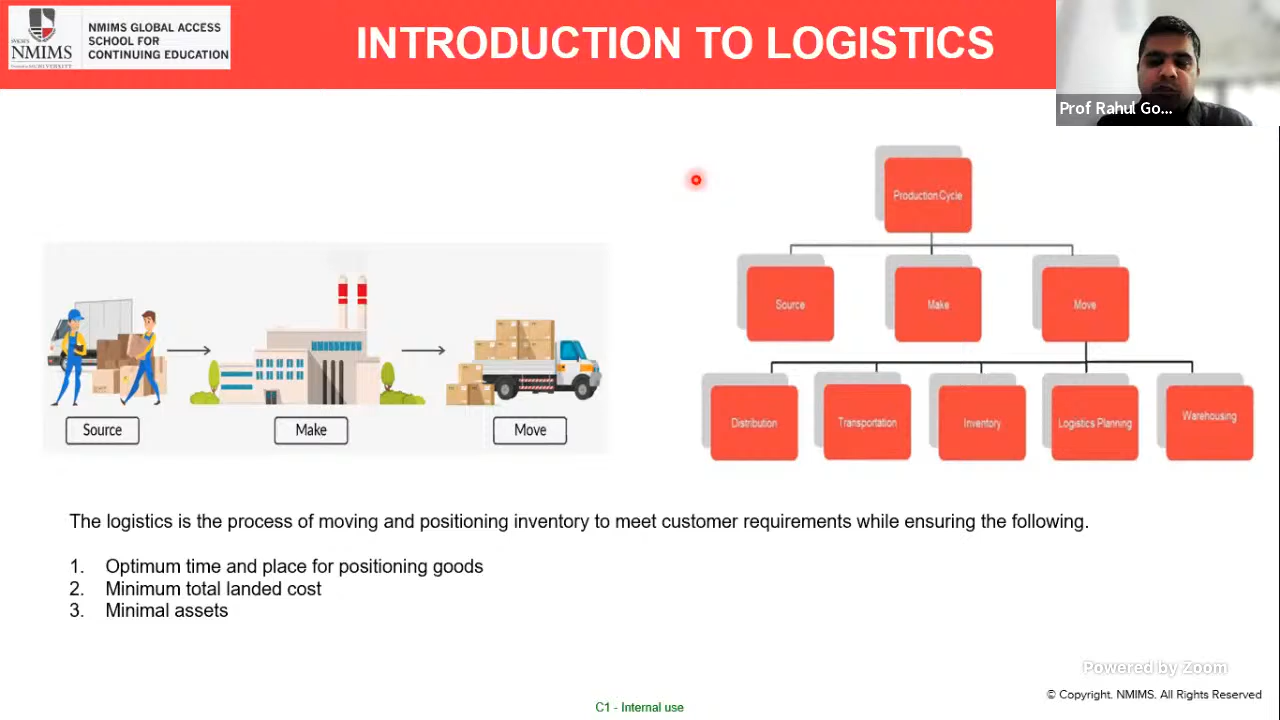 SVKM'S
NMIMS
NMIMS GLOBAL ACCESS
SCHOOL FOR
CONTINUING EDUCATION
INTRODUCTION TO LOGISTICS
Prof Rahul Go...
Production Cycle
Source
Make
Move
Distribution
Transportation
Inventory
Logistics Planning
Warehousing
Source
Make
Move
The logistics is the process of moving and positioning inventory to meet customer requirements while ensuring the following.
1. Optimum time and place for positioning goods
2. Minimum total landed cost
3. Minimal assets
Powered by Zoom
© Copyright. NMIMS. All Rights Reserved
C1 - Internal use